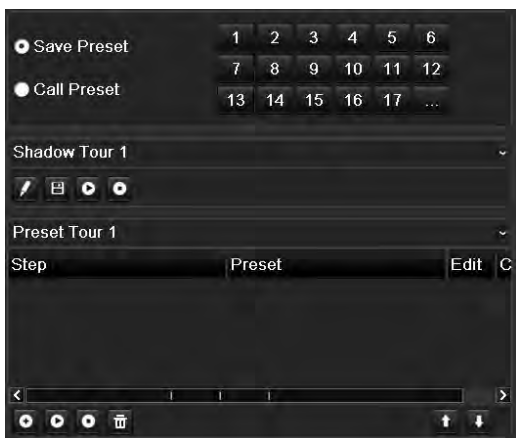 Save Preset
1 2 3 4 5 6
7 8 9 10 11 12
Call Preset
13 14 15 16 17 ...
Shadow Tour 1
Preset Tour 1
Step Preset Edit C